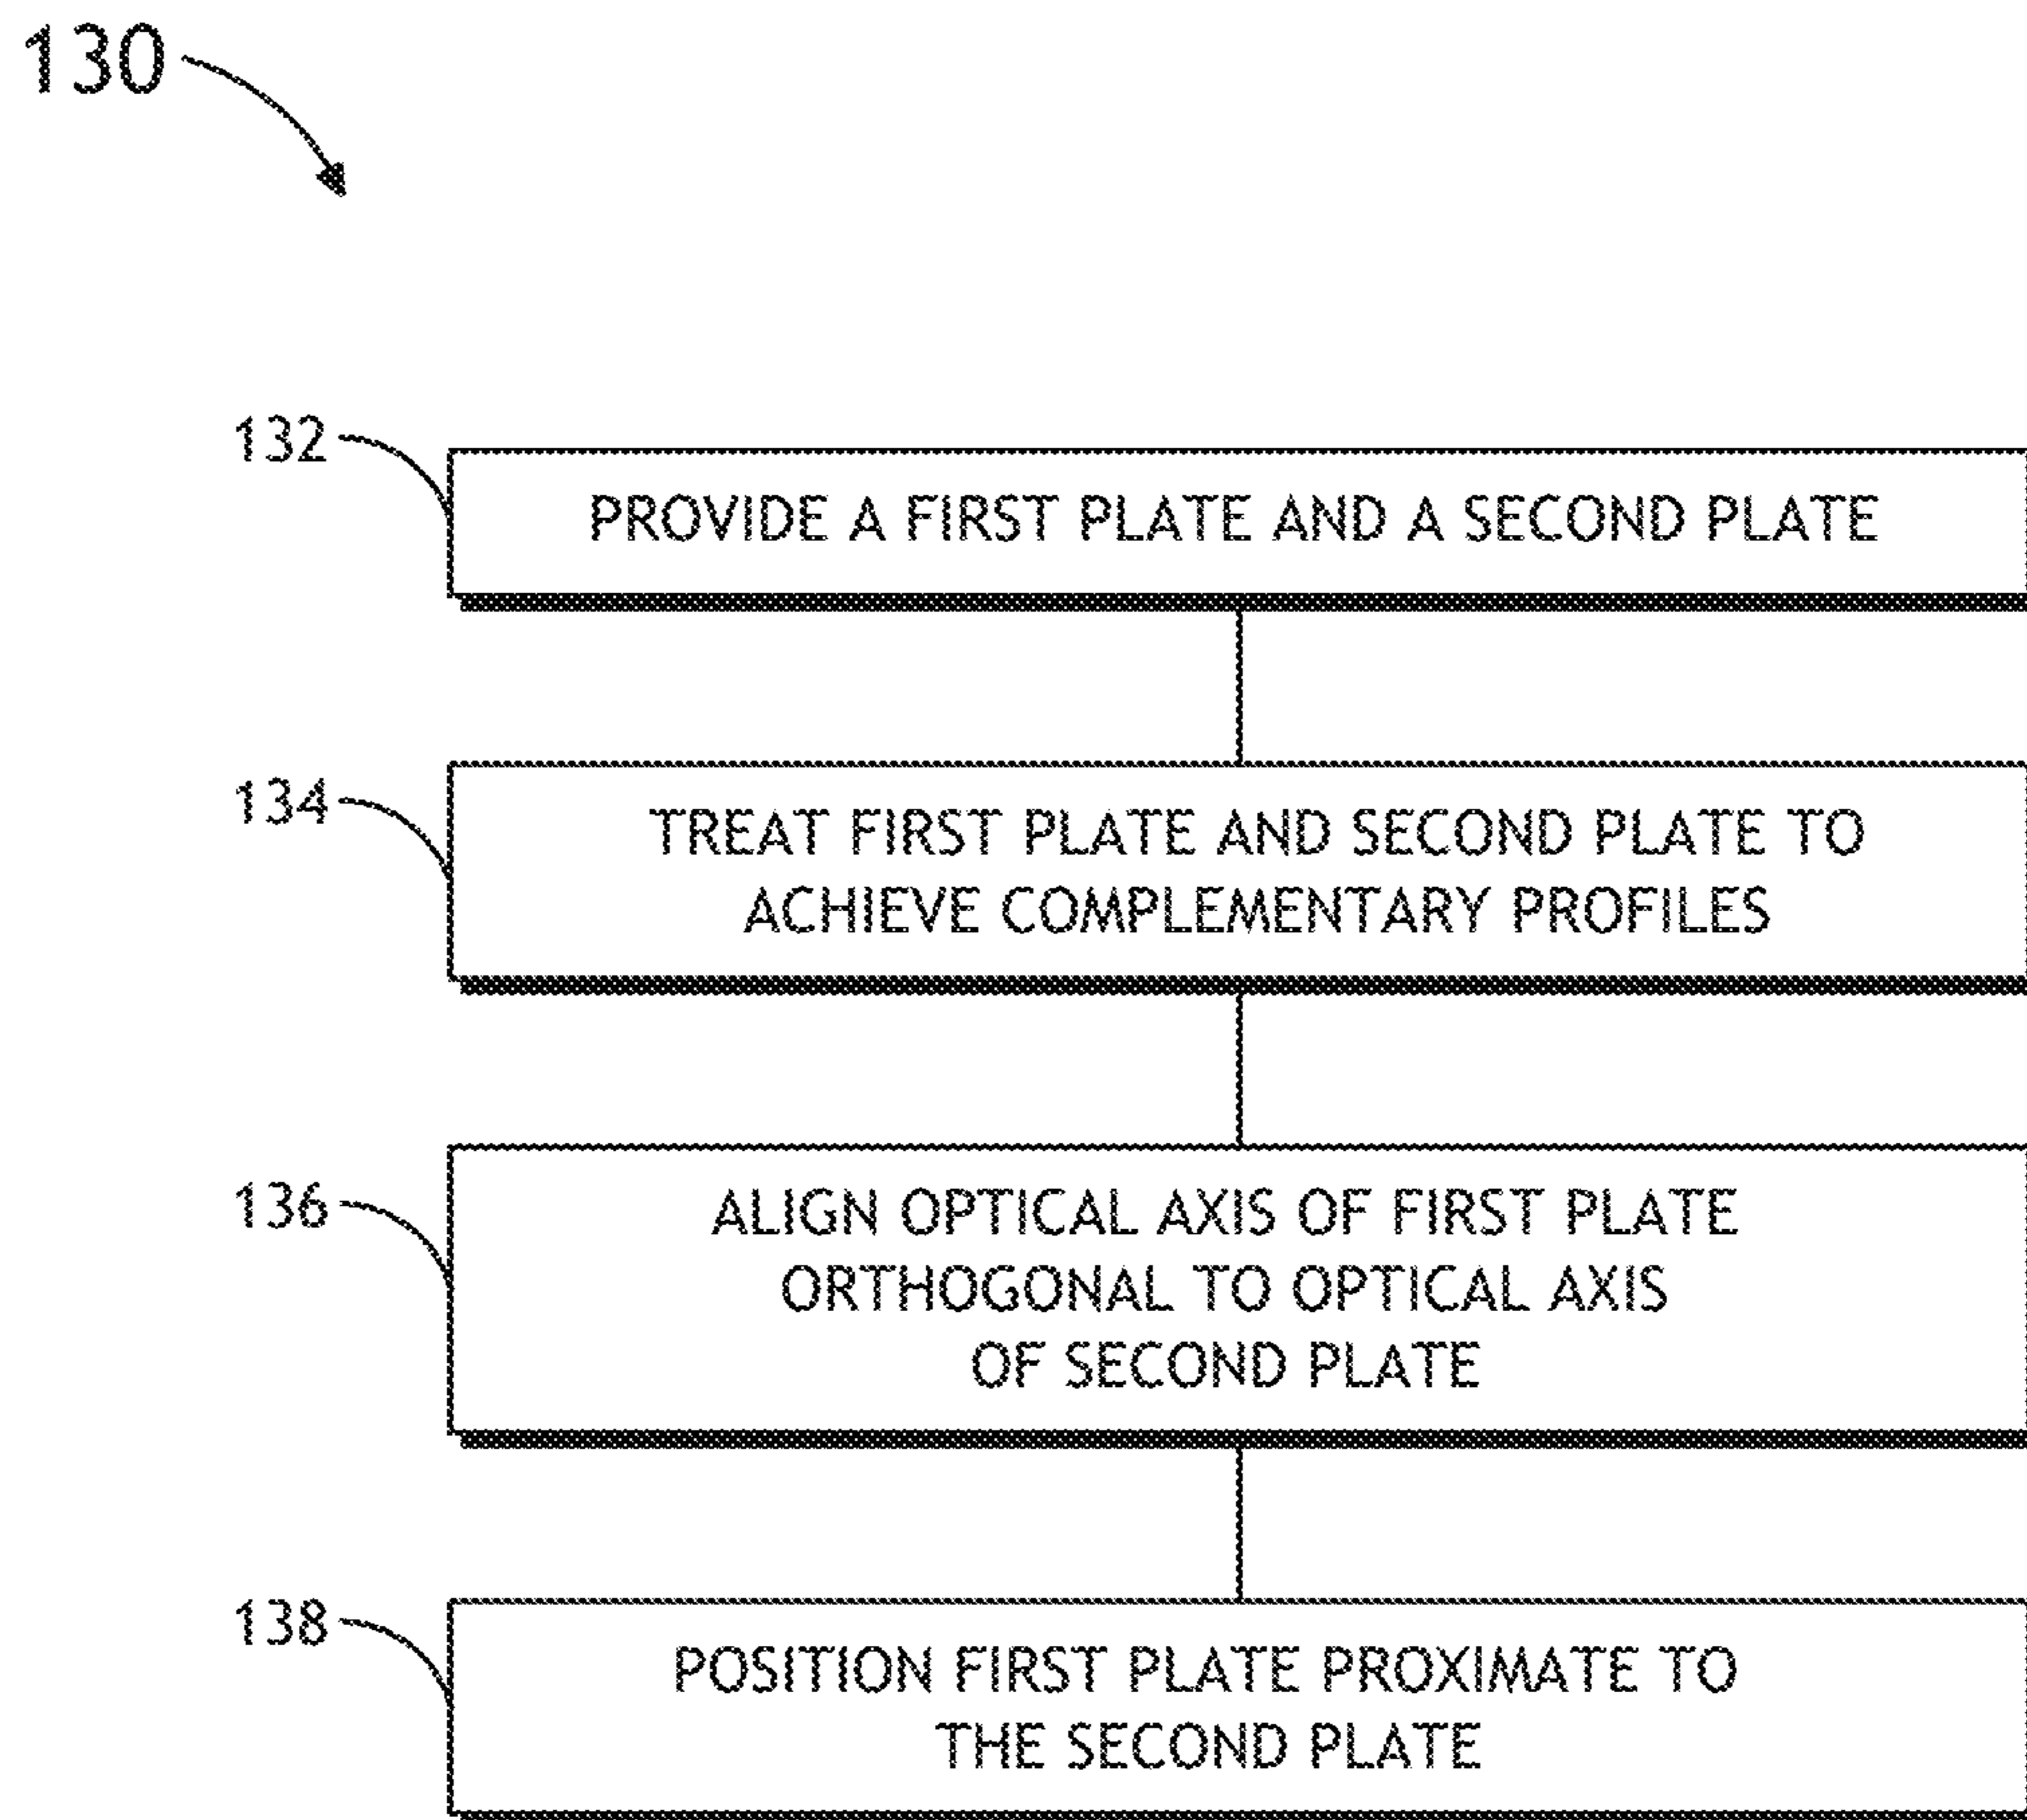 130
132
PROVIDE A FIRST PLATE AND A SECOND PLATE
134
TREAT FIRST PLATE AND SECOND PLATE TO
ACHIEVE COMPLEMENTARY PROFILES
136
ALIGN OPTICAL AXIS OF FIRST PLATE
ORTHOGONAL TO OPTICAL AXIS
OF SECOND PLATE
138
POSITION FIRST PLATE PROXIMATE TO
THE SECOND PLATE